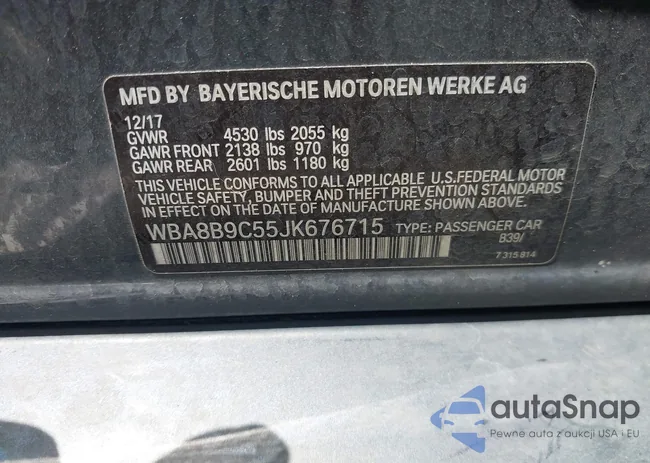 MFD BY BAYERISCHE MOTOREN WERKE AG
12/17
GVWR 4530 lbs 2055 kg
GAWR FRONT 2138 lbs 970 kg
GAWR REAR 2601 lbs 1180 kg
THIS VEHICLE CONFORMS TO ALL APPLICABLE U.S.FEDERAL MOTOR
VEHICLE SAFETY, BUMPER AND THEFT PREVENTION STANDARDS
IN EFFECT ON THE DATE OF MANUFACTURE SHOWN ABOVE.
WBA8B9C55JK676715 TYPE: PASSENGER CAR
B39/
7315814
autoSnap
Pewne auta z aukcji USA i EU